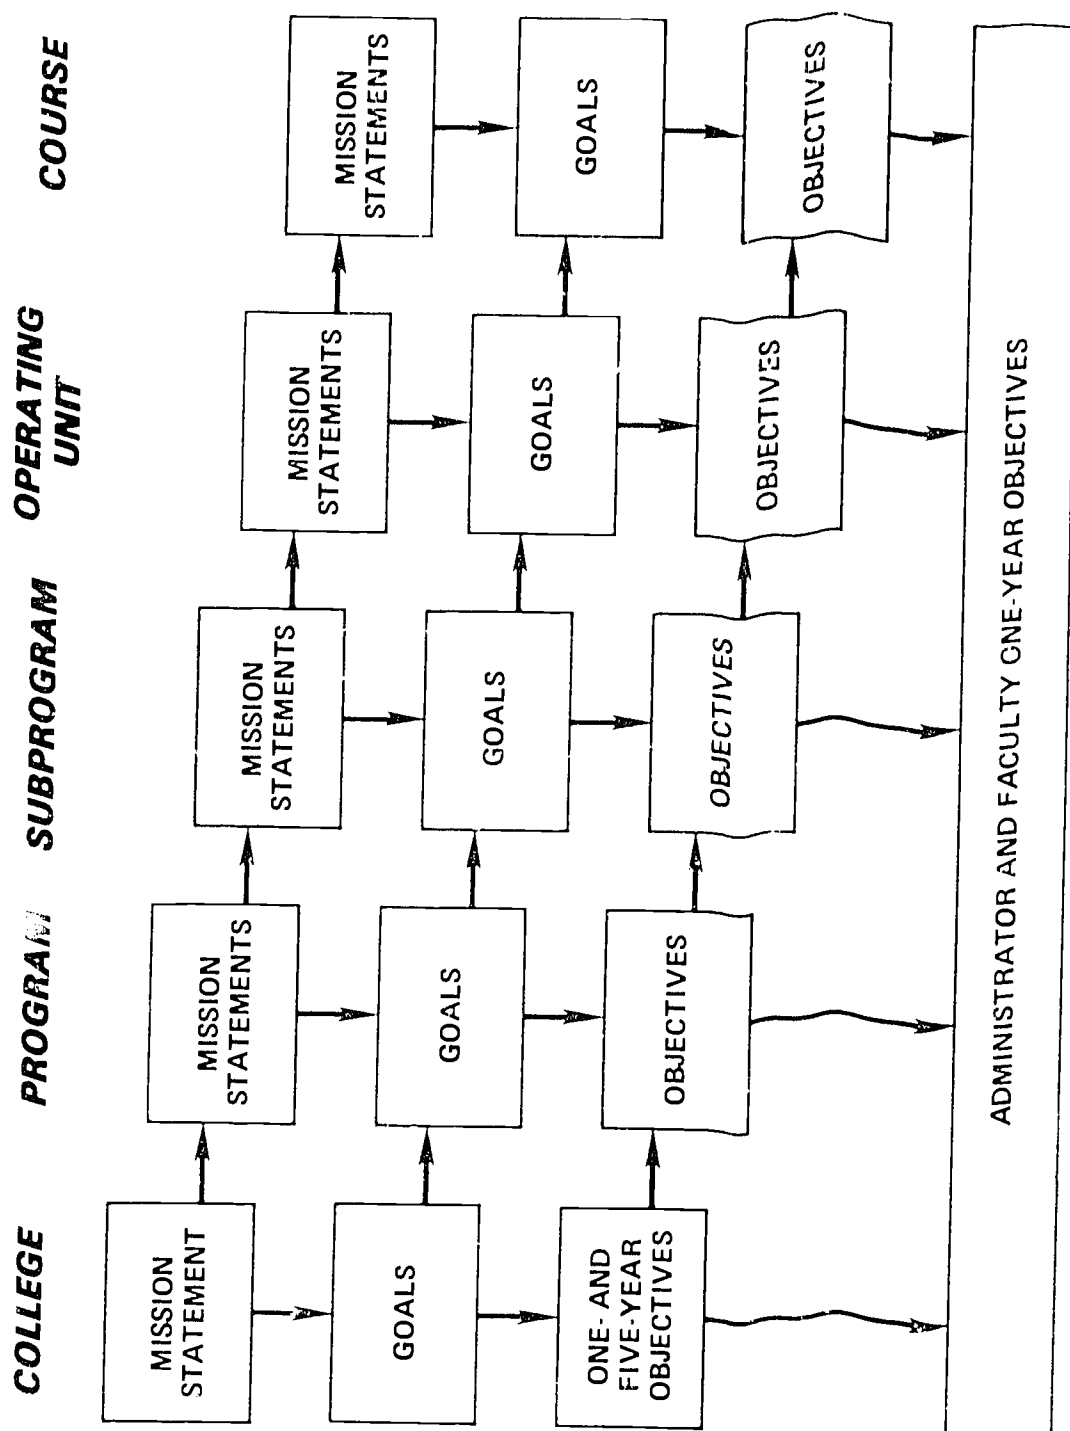 COLLEGE
PROGRAM
SUBPROGRAM
OPERATING
UNIT
COURSE
MISSION
STATEMENT
MISSION
STATEMENTS
MISSION
STATEMENTS
MISSION
STATEMENTS
MISSION
STATEMENTS
GOALS
GOALS
GOALS
GOALS
GOALS
ONE- AND
FIVE-YEAR
OBJECTIVES
OBJECTIVES
OBJECTIVES
OBJECTIVES
OBJECTIVES
ADMINISTRATOR AND FACULTY ONE-YEAR OBJECTIVES